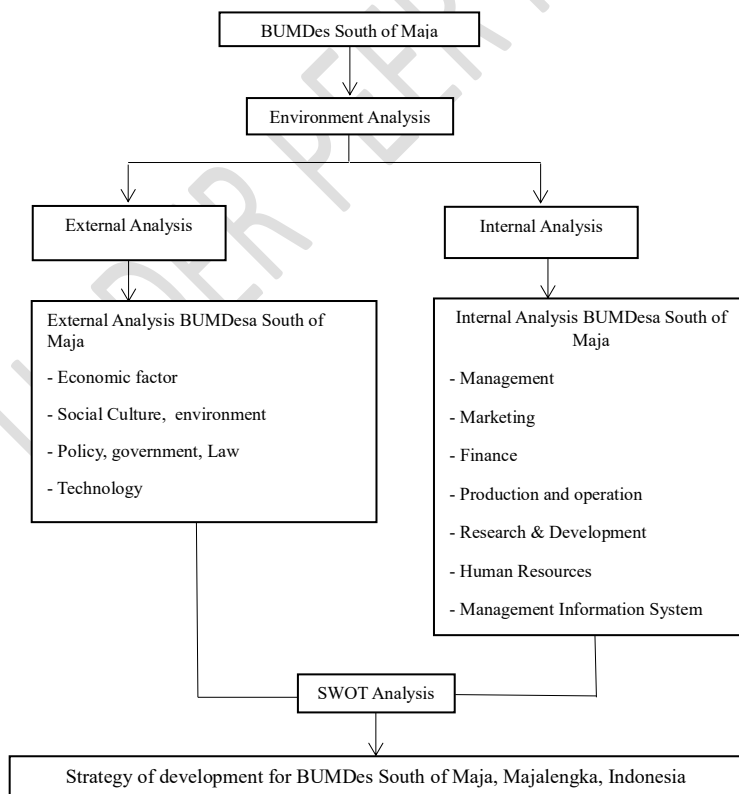 BUMDes South of Maja
Environment Analysis
External Analysis
Internal Analysis
External Analysis BUMDesa South of
Maja
- Economic factor
- Social Culture, environment
- Policy, government, Law
- Technology
Internal Analysis BUMDesa South of
Maja
- Management
- Marketing
- Finance
- Production and operation
- Research & Development
- Human Resources
- Management Information System
SWOT Analysis
Strategy of development for BUMDes South of Maja, Majalengka, Indonesia